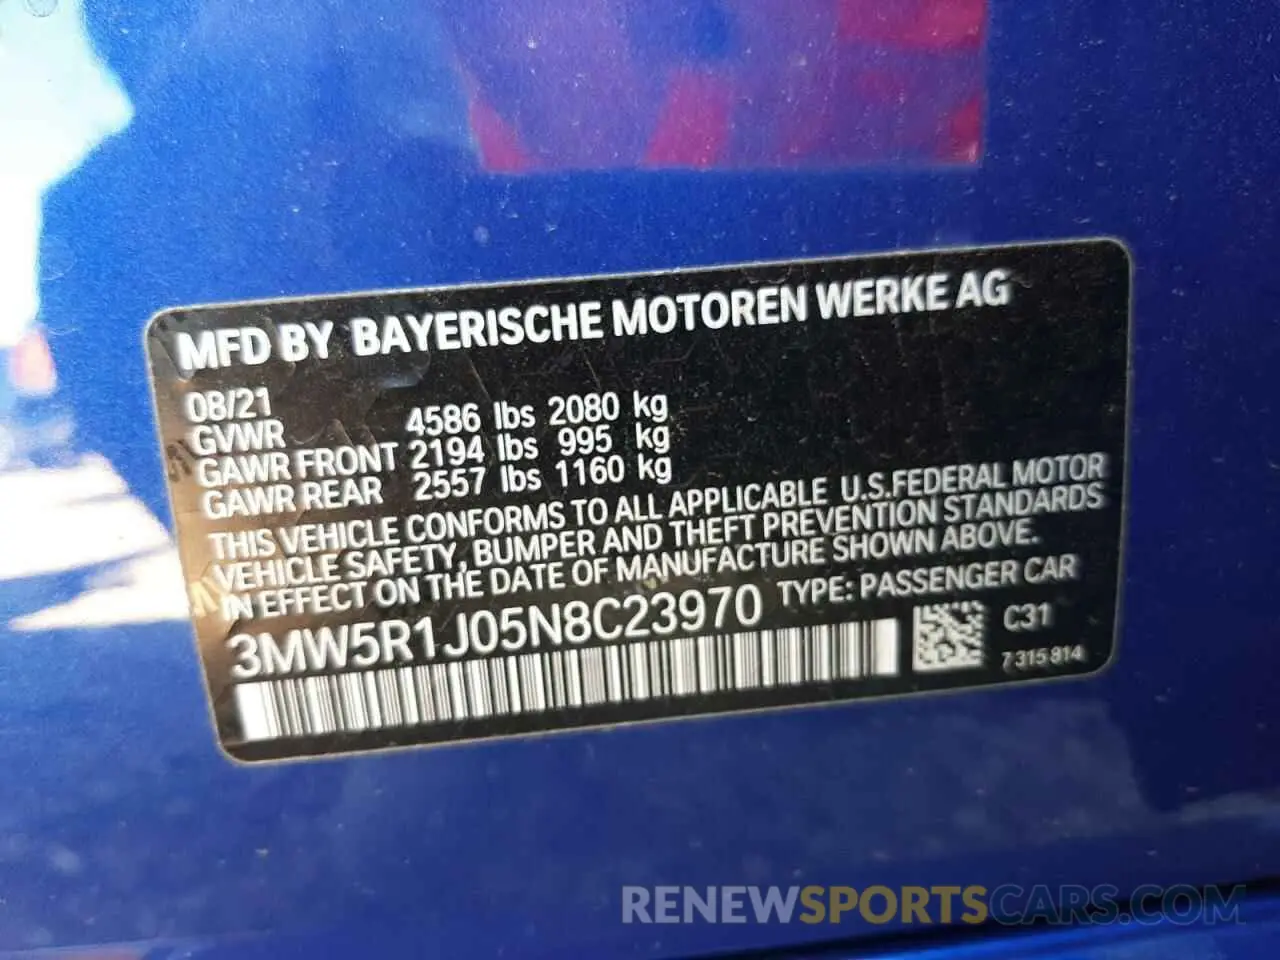 MFD BY BAYERISCHE MOTOREN WERKE AG
08/21
GVWR 4586 lbs 2080 kg
GAWR FRONT 2194 lbs 995 kg
GAWR REAR 2557 lbs 1160 kg
THIS VEHICLE CONFORMS TO ALL APPLICABLE U.S.FEDERAL MOTOR
VEHICLE SAFETY, BUMPER AND THEFT PREVENTION STANDARDS
IN EFFECT ON THE DATE OF MANUFACTURE SHOWN ABOVE.
3MW5R1J05N8C23970 TYPE: PASSENGER CAR
C31
7 315 814
RENEWSPORTSCARS.COM